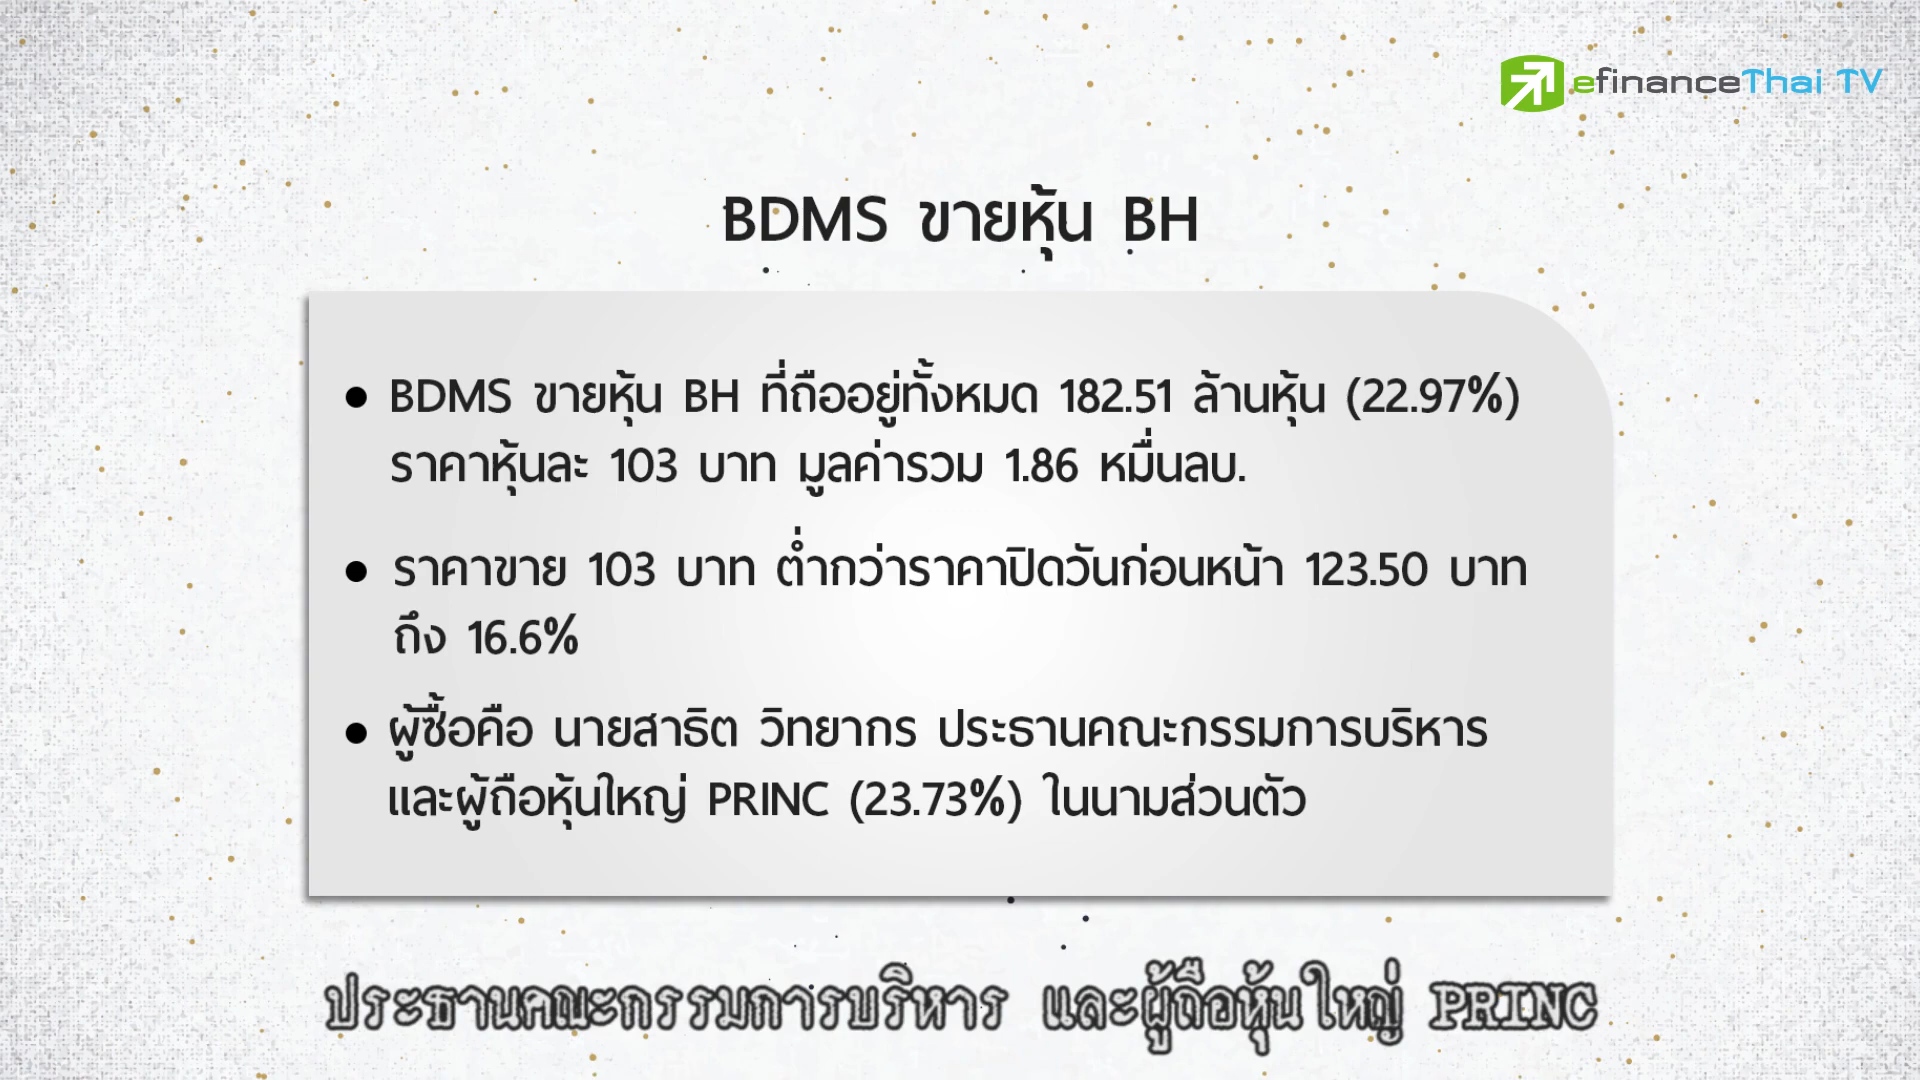 efinanceThai TV
BDMS ขายหุ้น BH
● BDMS ขายหุ้น BH ที่ถืออยู่ทั้งหมด 182.51 ล้านหุ้น (22.97%)
ราคาหุ้นละ 103 บาท มูลค่ารวม 1.86 หมื่นลบ.
● ราคาขาย 103 บาท ต่ำกว่าราคาปิดวันก่อนหน้า 123.50 บาท
ถึง 16.6%
● ผู้ซื้อคือ นายสาธิต วิทยากร ประธานคณะกรรมการบริหาร
และผู้ถือหุ้นใหญ่ PRINC (23.73%) ในนามส่วนตัว
ประธานคณะกรรมการบริหาร และผู้ถือหุ้นใหญ่ PRINC